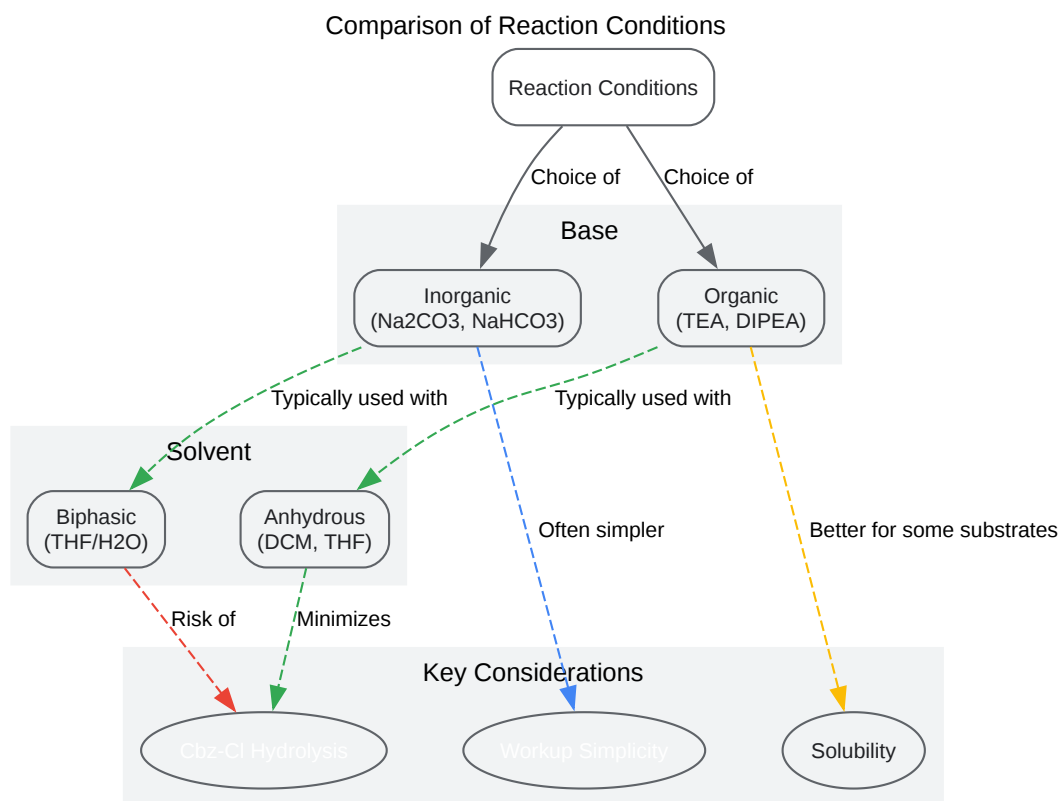 Comparison of Reaction Conditions
Reaction Conditions
Choice of
Choice of
Base
Inorganic
(Na2CO3, NaHCO3)
Organic
(TEA, DIPEA)
Typically used with
Typically used with
Solvent
Biphasic
(THF/H2O)
Anhydrous
(DCM, THF)
Often simpler
Better for some substrates
Risk of
Minimizes
Key Considerations
Cbz-Cl Hydrolysis
Workup Simplicity
Solubility